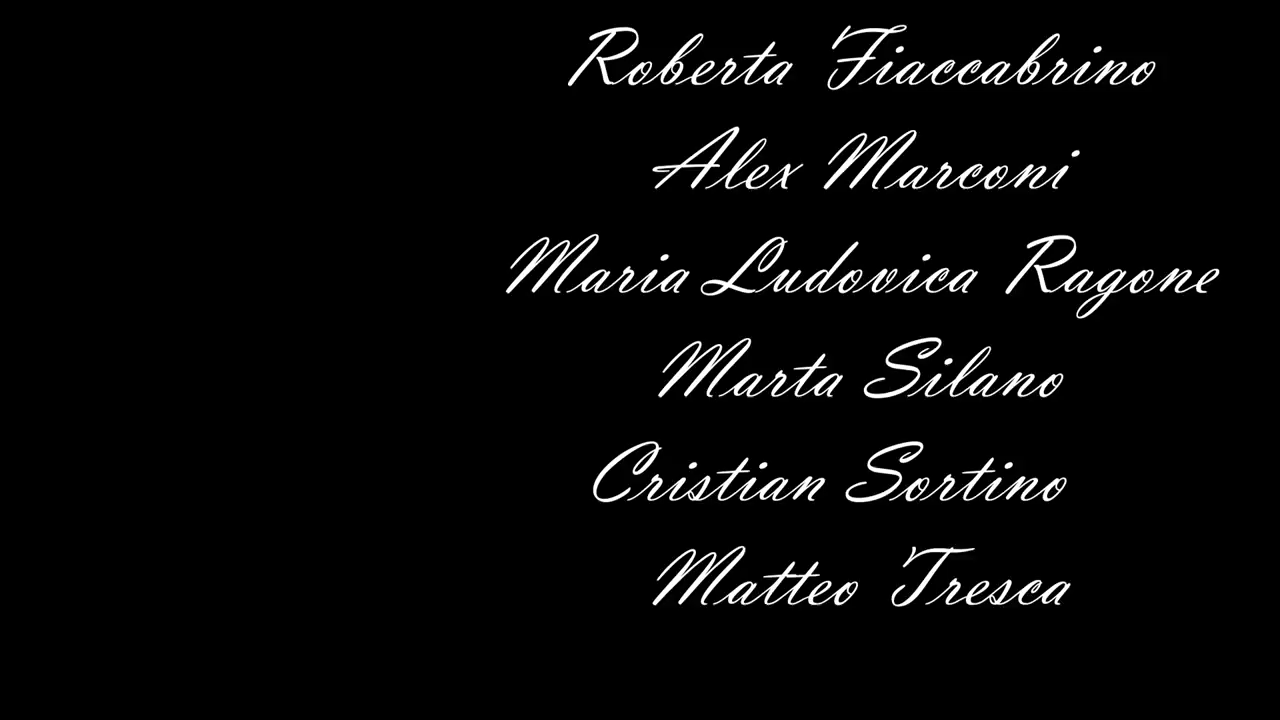 Roberta Fiaccabrino
Alex Marconi
Maria Ludovica Ragone
Marta Silano
Cristian Sortino
Matteo Tresca